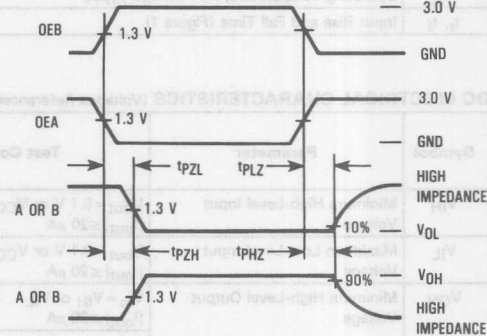 3.0 V
OEB
1.3 V
GND
3.0 V
OEA
1.3 V
GND
tPZL
tPLZ
HIGH
IMPEDANCE
A OR B
1.3 V
10%
VOL
tPZH
tPHZ
VOH
90%
A OR B
1.3 V
HIGH
IMPEDANCE